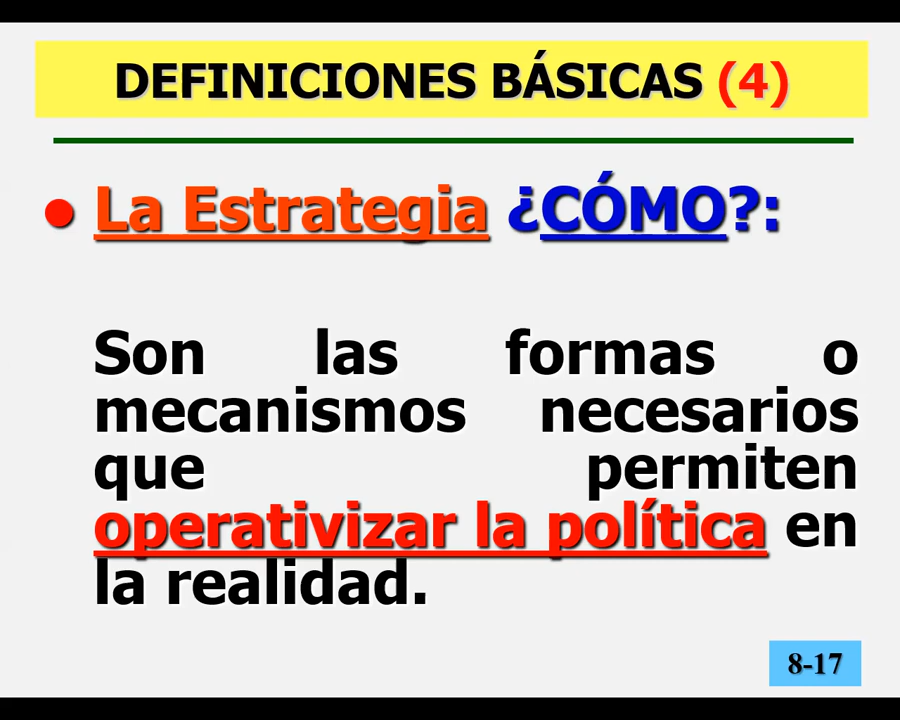 DEFINICIONES BÁSICAS (4)
● La Estrategia ¿CÓMO?:
Son las formas o
mecanismos necesarios
que permiten
operativizar la política en
la realidad.
8-17